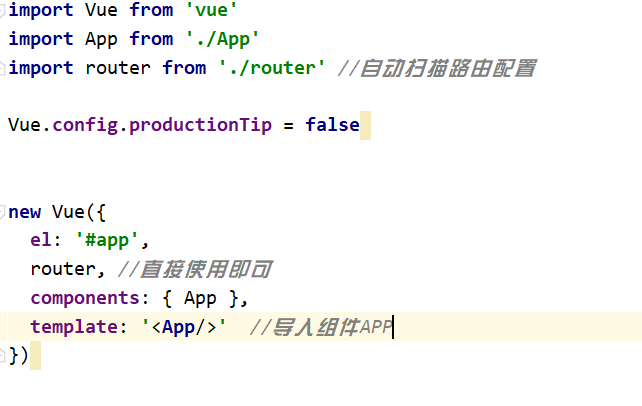 import Vue from 'vue'
import App from './App'
import router from './router' //自动扫描路由配置
Vue.config.productionTip = false
new Vue({
el: '#app',
router, //直接使用即可
components: { App },
template: '<App/>' //导入组件APP
})